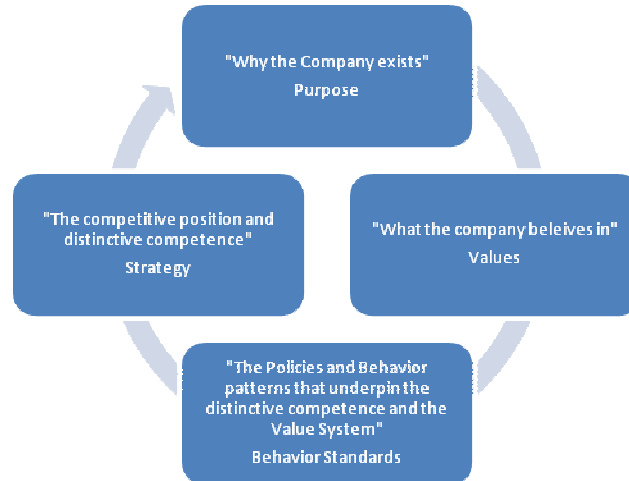 "Why the Company exists"
Purpose
"What the company beleives in"
Values
"The Policies and Behavior
patterns that underpin the
distinctive competence and the
Value System"
Behavior Standards
"The competitive position and
distinctive competence"
Strategy